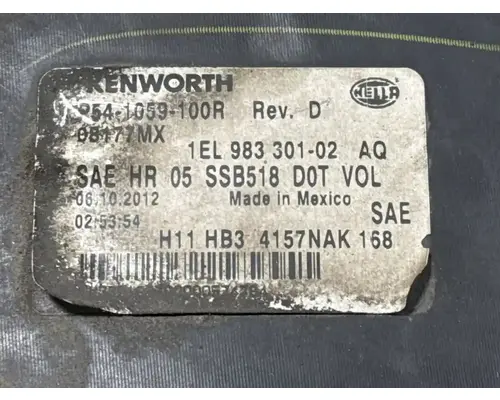 KENWORTH
HELLA
P54-1059-100R Rev. D
08177MX
1EL 983 301-02 AQ
SAE HR 05 SSB518 DOT VOL
06.10.2012 Made in Mexico
02:53:54 SAE
H11 HB3 4157NAK 168